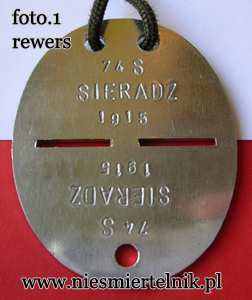 foto.1
rewers
74 S
SIERADZ
1915
1915
SIERADZ
74 S
www.niesmiertelnik.pl